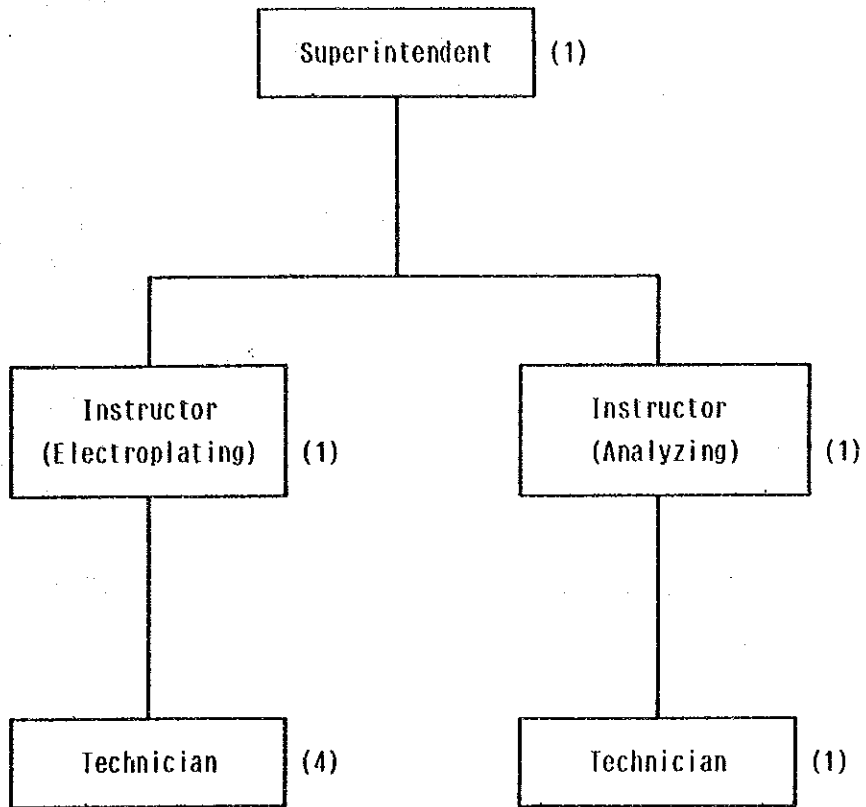 Superintendent (1)
Instructor
(Electroplating) (1)
Instructor
(Analyzing) (1)
Technician (4)
Technician (1)